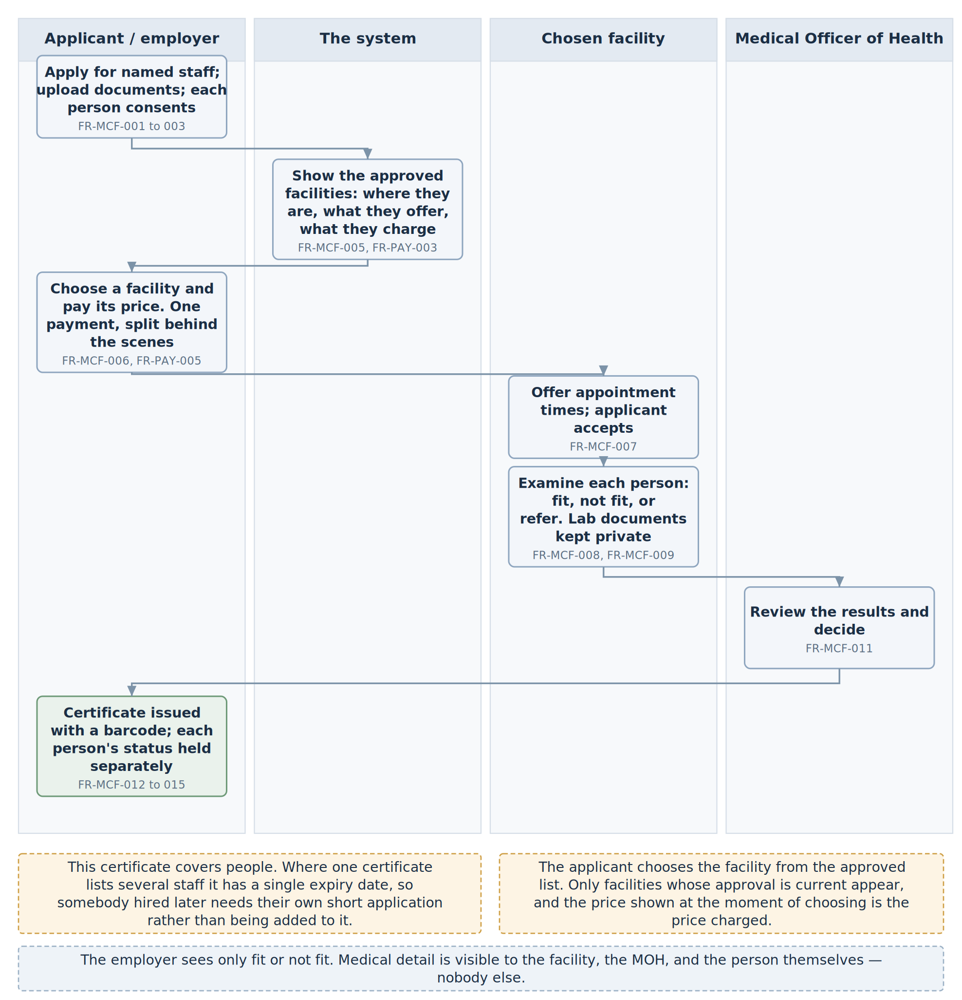 Applicant / employer
The system
Chosen facility
Medical Officer of Health
Apply for named staff;
upload documents; each
person consents
FR-MCF-001 to 003
Show the approved
facilities: where they
are, what they offer,
what they charge
FR-MCF-005, FR-PAY-003
Choose a facility and
pay its price. One
payment, split behind
the scenes
FR-MCF-006, FR-PAY-005
Offer appointment
times; applicant
accepts
FR-MCF-007
Examine each person:
fit, not fit, or
refer. Lab documents
kept private
FR-MCF-008, FR-MCF-009
Review the results and
decide
FR-MCF-011
Certificate issued
with a barcode; each
person's status held
separately
FR-MCF-012 to 015
This certificate covers people. Where one certificate
lists several staff it has a single expiry date, so
somebody hired later needs their own short application
rather than being added to it.
The applicant chooses the facility from the approved
list. Only facilities whose approval is current appear,
and the price shown at the moment of choosing is the
price charged.
The employer sees only fit or not fit. Medical detail is visible to the facility, the MOH, and the person themselves —
nobody else.